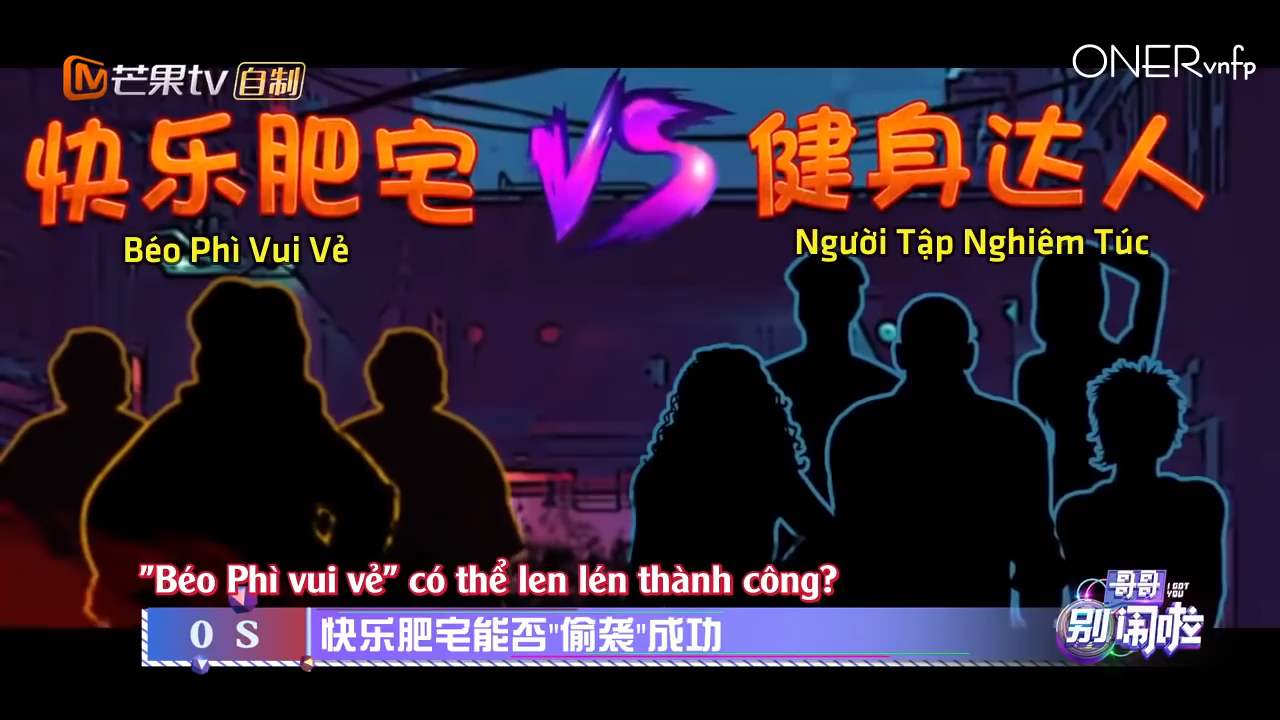 芒果tv 自制
ONERvnfp
快乐肥宅 VS 健身达人
Béo Phì Vui Vẻ
Người Tập Nghiêm Túc
"Béo Phì vui vẻ" có thể len lén thành công?
OS 快乐肥宅能否"偷袭"成功
哥哥 I GOT YOU
别闹啦